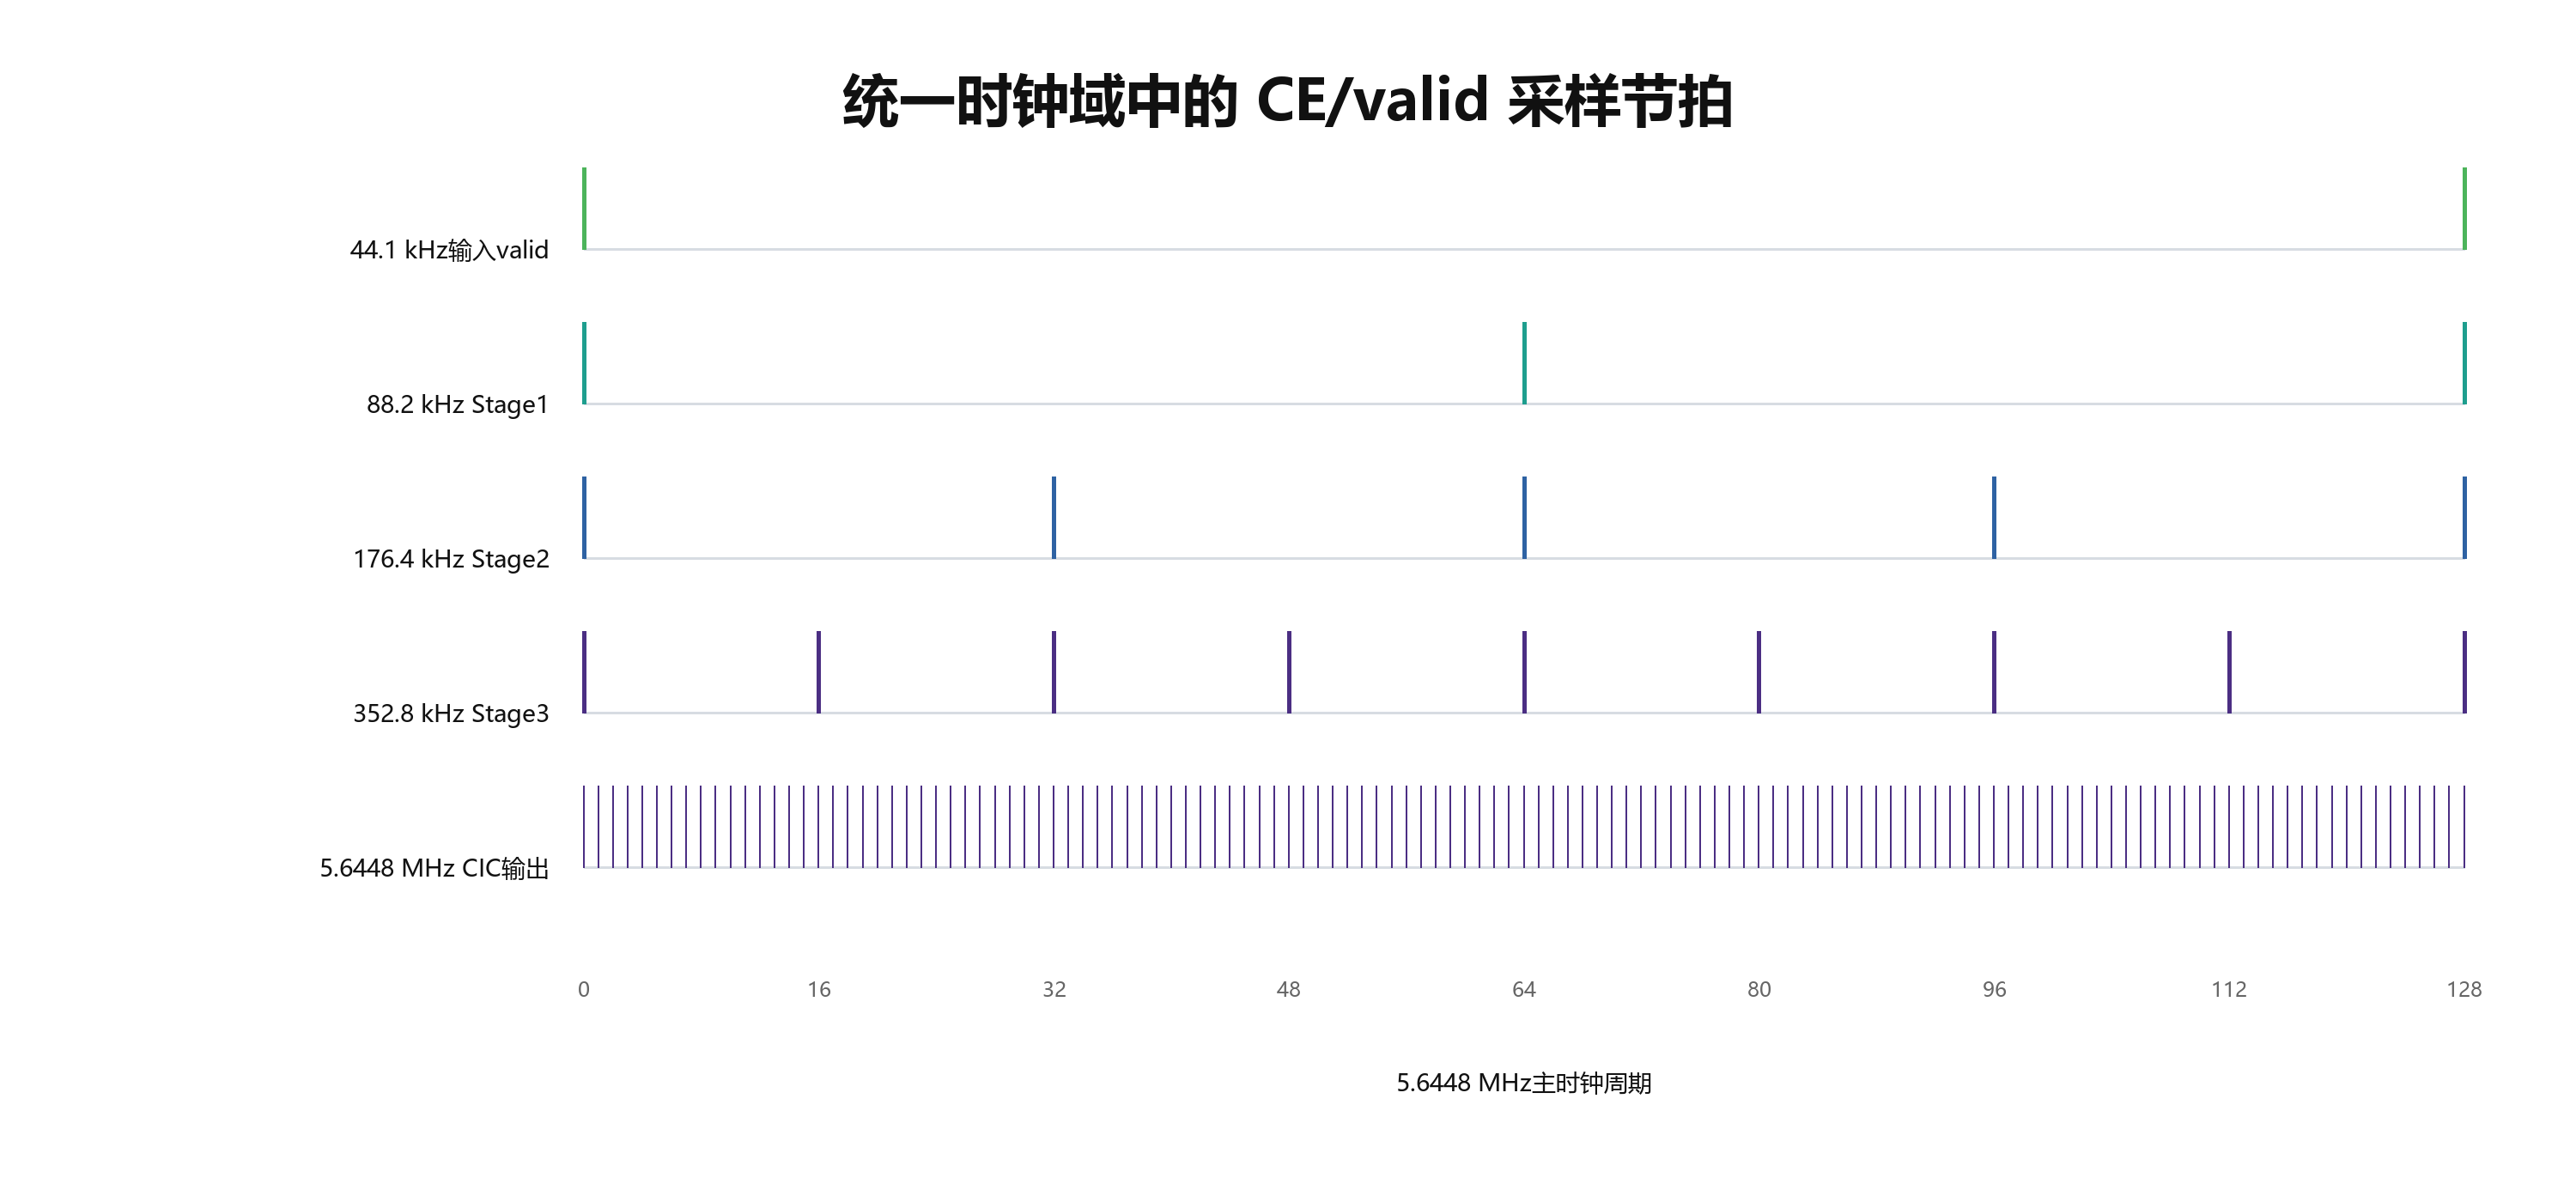 统一时钟域中的 CE/valid 采样节拍
44.1 kHz输入valid
88.2 kHz Stage1
176.4 kHz Stage2
352.8 kHz Stage3
5.6448 MHz CIC输出
0 16 32 48 64 80 96 112 128
5.6448 MHz主时钟周期